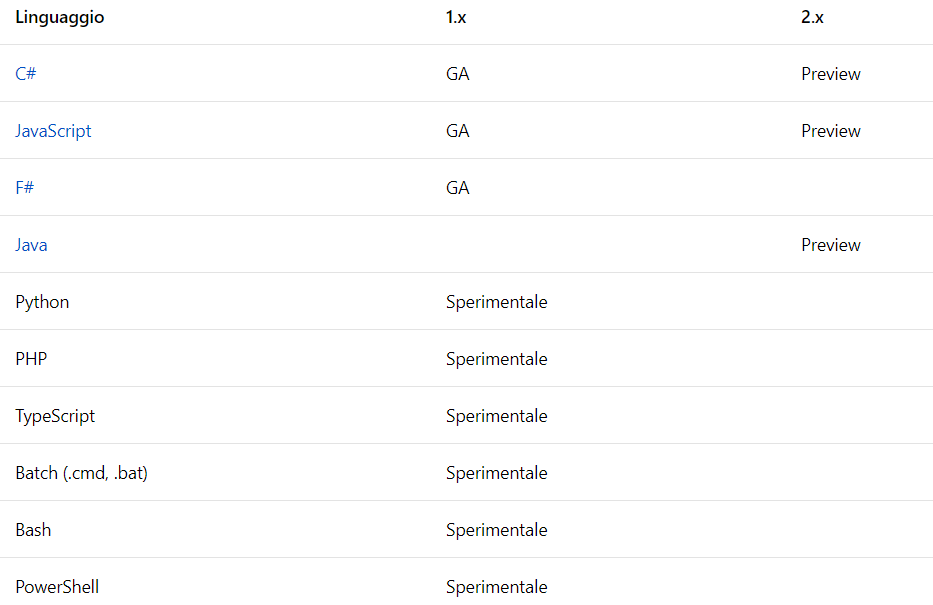 Linguaggio 1.x 2.x
C# GA Preview
JavaScript GA Preview
F# GA
Java Preview
Python Sperimentale
PHP Sperimentale
TypeScript Sperimentale
Batch (.cmd, .bat) Sperimentale
Bash Sperimentale
PowerShell Sperimentale